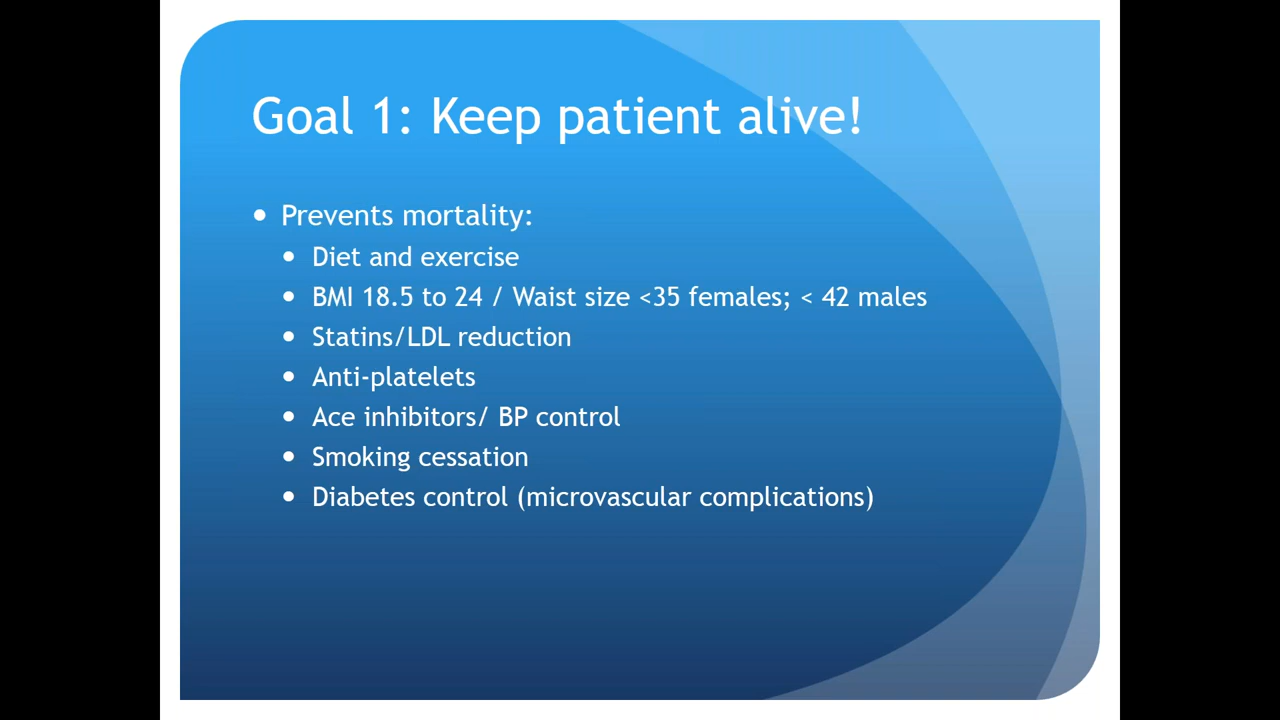 Goal 1: Keep patient alive!
Prevents mortality:
Diet and exercise
BMI 18.5 to 24 / Waist size <35 females; < 42 males
Statins/LDL reduction
Anti-platelets
Ace inhibitors/ BP control
Smoking cessation
Diabetes control (microvascular complications)